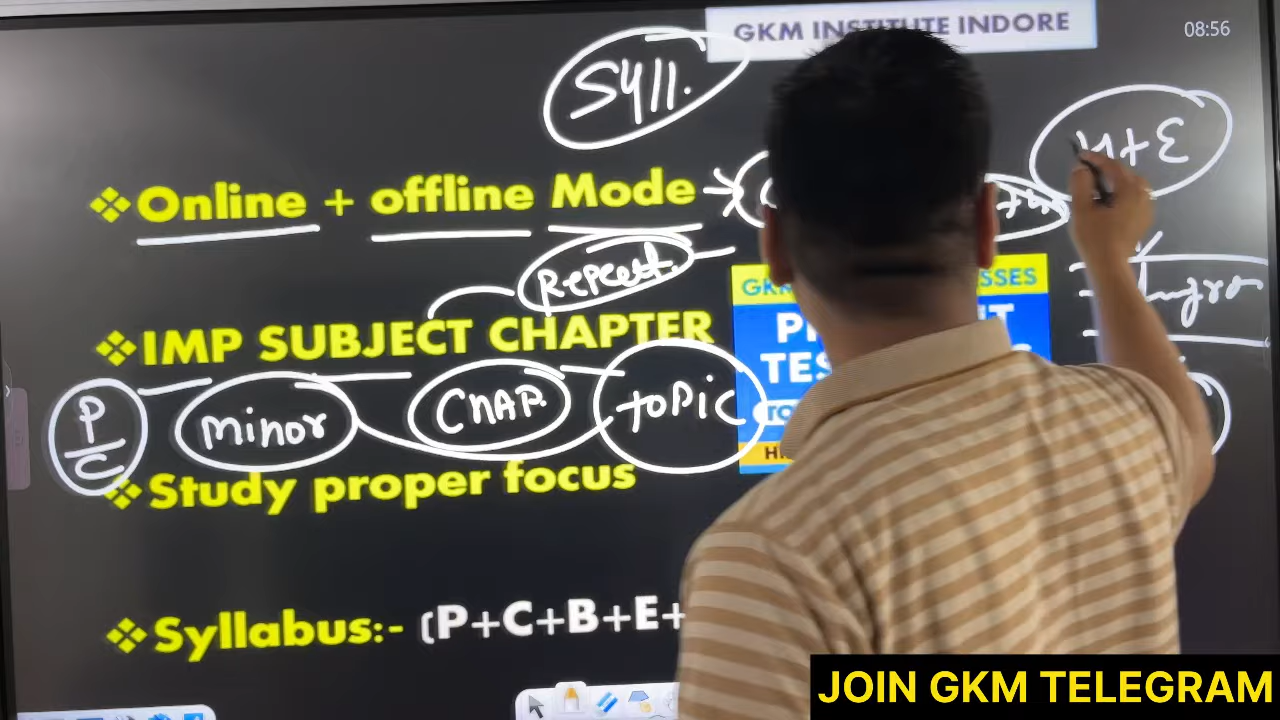 GKM INSTITUTE INDORE
08:56
Syll.
H+E
❖Online + offline Mode →
Repeat.
❖IMP SUBJECT CHAPTER
P/C minor CHAP. topic
❖Study proper focus
❖Syllabus:- (P+C+B+E+
JOIN GKM TELEGRAM